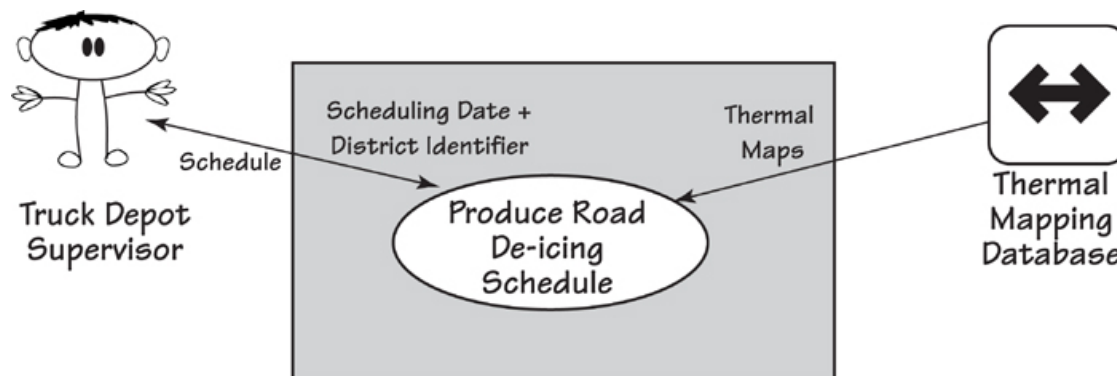 Scheduling Date +
District Identifier
Thermal
Maps
Schedule
Truck Depot
Supervisor
Produce Road
De-icing
Schedule
Thermal
Mapping
Database